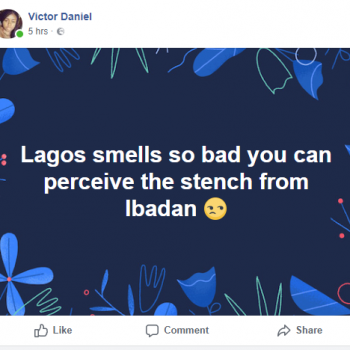 Victor Daniel
5 hrs ·
Lagos smells so bad you can
perceive the stench from
Ibadan 😒
Like
Comment
Share